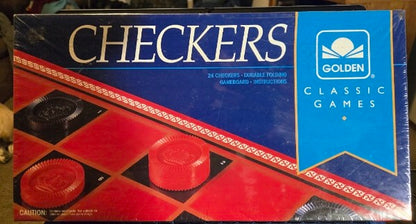 CHECKERS
24 CHECKERS • DURABLE FOLDING
GAMEBOARD • INSTRUCTIONS
GOLDEN®
CLASSIC
GAMES
CAUTION: